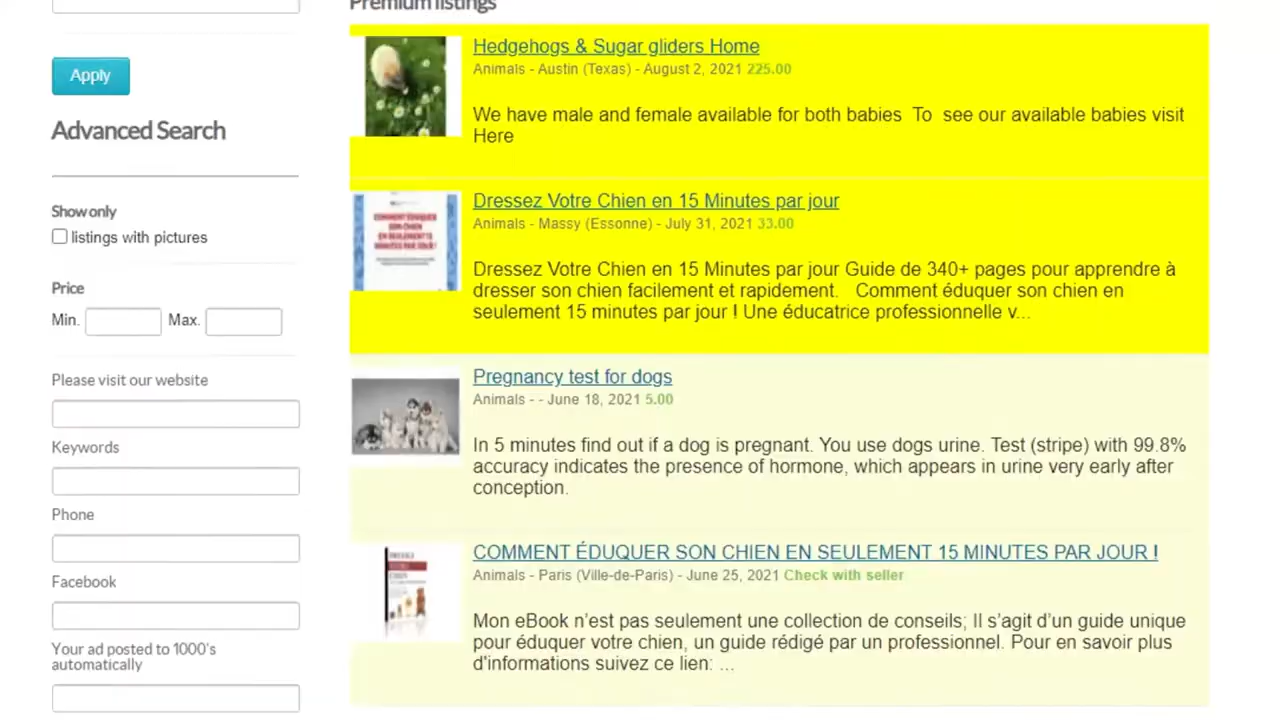 Premium listings
Apply
Advanced Search
Show only
listings with pictures
Price
Min.
Max.
Please visit our website
Keywords
Phone
Facebook
Your ad posted to 1000's
automatically
Hedgehogs & Sugar gliders Home
Animals - Austin (Texas) - August 2, 2021 225.00
We have male and female available for both babies To see our available babies visit
Here
COMMENT ÉDUQUER
SON CHIEN
EN SEULEMENT 15
MINUTES PAR JOUR !
Dressez Votre Chien en 15 Minutes par jour
Animals - Massy (Essonne) - July 31, 2021 33.00
Dressez Votre Chien en 15 Minutes par jour Guide de 340+ pages pour apprendre à
dresser son chien facilement et rapidement. Comment éduquer son chien en
seulement 15 minutes par jour ! Une éducatrice professionnelle v...
Pregnancy test for dogs
Animals - - June 18, 2021 5.00
In 5 minutes find out if a dog is pregnant. You use dogs urine. Test (stripe) with 99.8%
accuracy indicates the presence of hormone, which appears in urine very early after
conception.
COMMENT ÉDUQUER SON CHIEN EN SEULEMENT 15 MINUTES PAR JOUR !
Animals - Paris (Ville-de-Paris) - June 25, 2021 Check with seller
Mon eBook n’est pas seulement une collection de conseils; Il s’agit d’un guide unique
pour éduquer votre chien, un guide rédigé par un professionnel. Pour en savoir plus
d'informations suivez ce lien: ...